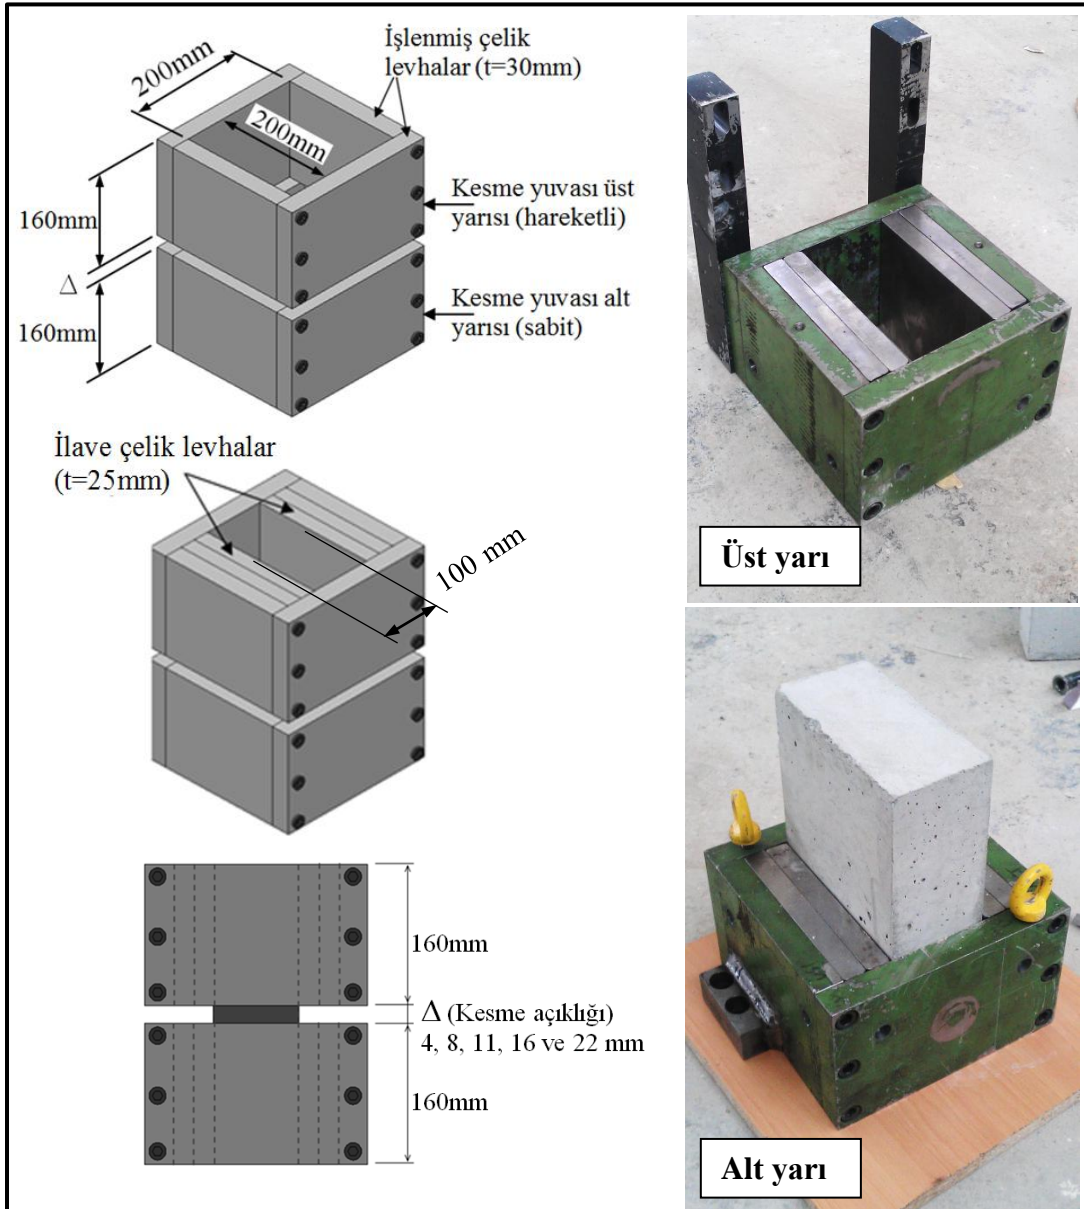 İşlenmiş çelik
levhalar (t=30mm)
200mm
200mm
160mm
Kesme yuvası üst
yarısı (hareketli)
Δ
160mm
Kesme yuvası alt
yarısı (sabit)
İlave çelik levhalar
(t=25mm)
100 mm
160mm
Δ (Kesme açıklığı)
4, 8, 11, 16 ve 22 mm
160mm
Üst yarı
Alt yarı